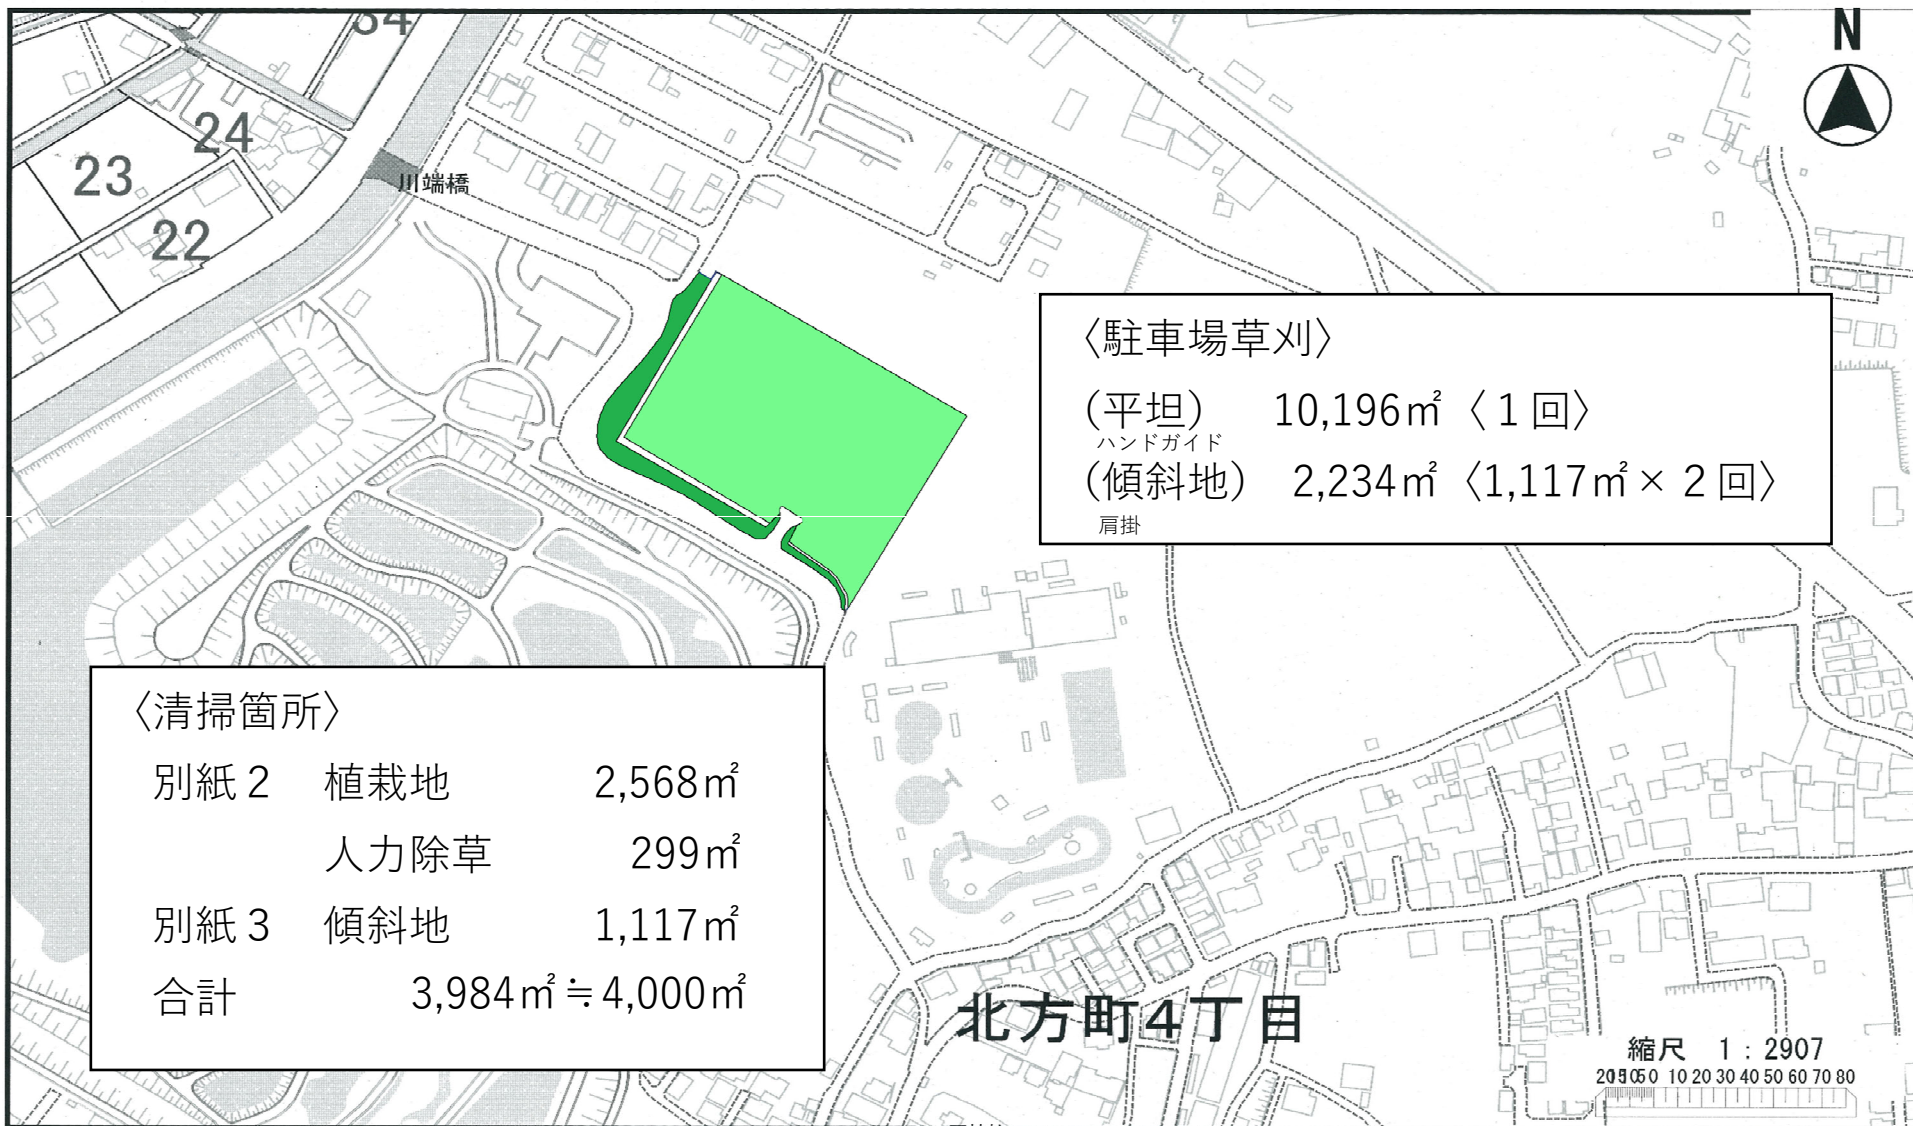 34
N
24
23
川端橋
22
〈駐車場草刈〉
(平坦) 10,196㎡〈1回〉
ハンドガイド
(傾斜地) 2,234㎡〈1,117㎡×2回〉
肩掛
〈清掃箇所〉
別紙2 植栽地 2,568㎡
人力除草 299㎡
別紙3 傾斜地 1,117㎡
合計 3,984㎡≒4,000㎡
北方町4丁目
縮尺 1:2907
10 20 30 40 50 60 70 80